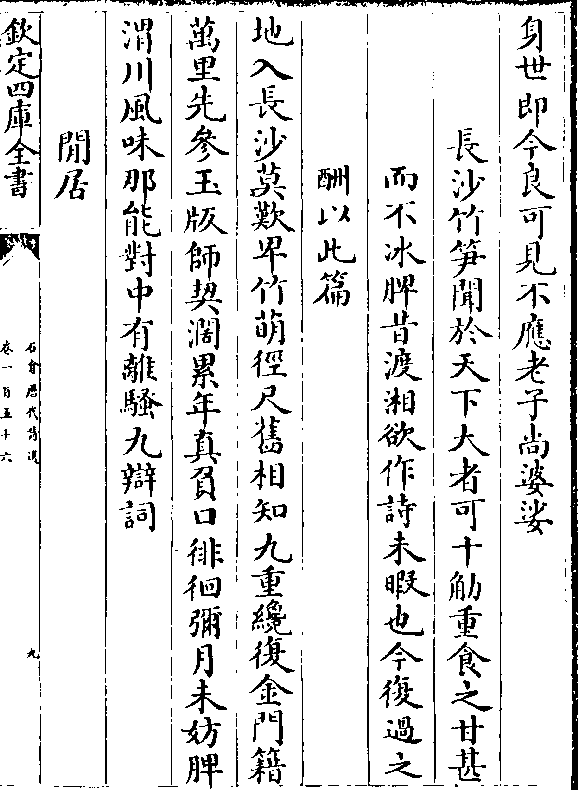 身世即今良可見不應老子尚婆娑
長沙竹笋聞於天下大者可十觔重食之甘甚
而不冰脾昔渡湘欲作詩未暇也今復過之
酬以此篇
地入長沙莫歎卑竹萌徑尺舊相知九重纔復金門籍
萬里先參玉版師契濶累年真負口徘徊彌月未妨脾
渭川風味那能對中有離騷九辯詞
閒居
欽定四庫全書
石倉歷代詩選
卷一百五十六
九